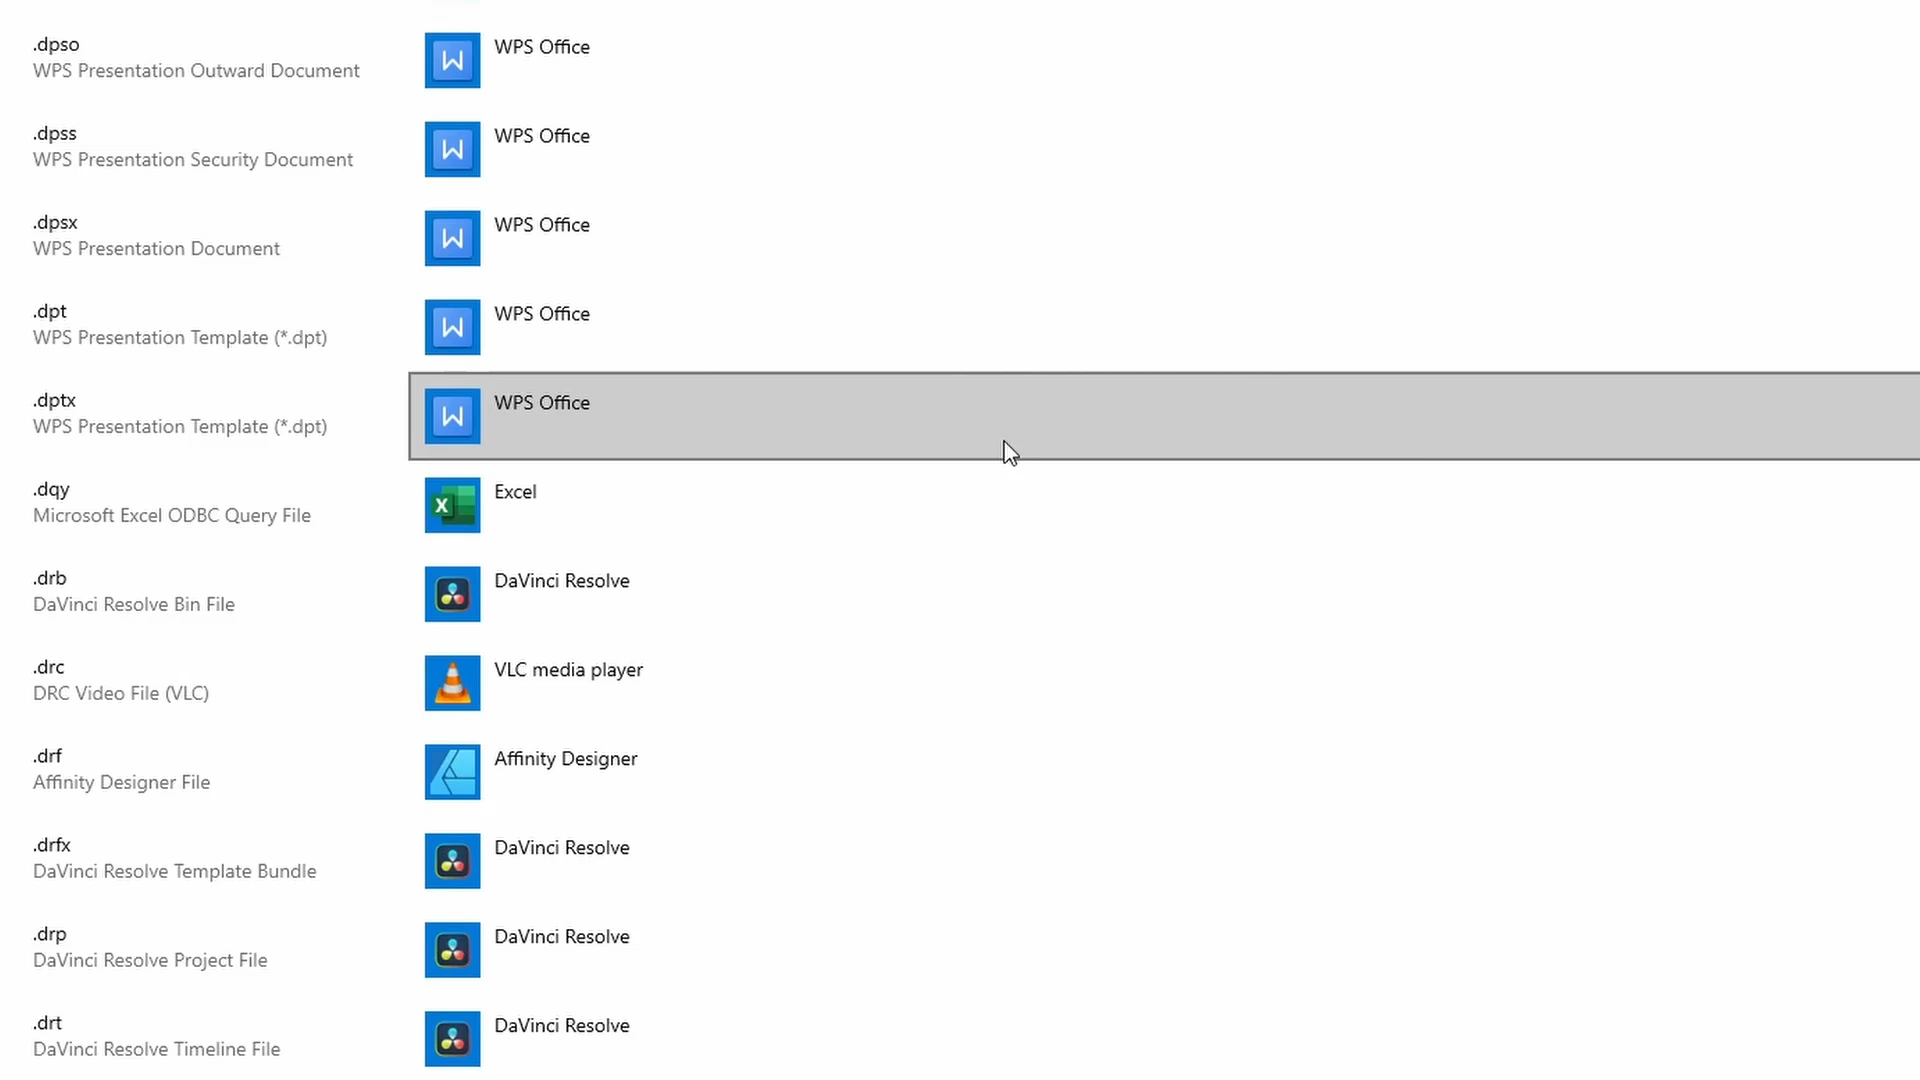 .dpso
WPS Presentation Outward Document
WPS Office
.dpss
WPS Presentation Security Document
WPS Office
.dpsx
WPS Presentation Document
WPS Office
.dpt
WPS Presentation Template (*.dpt)
WPS Office
.dptx
WPS Presentation Template (*.dpt)
WPS Office
.dqy
Microsoft Excel ODBC Query File
Excel
.drb
DaVinci Resolve Bin File
DaVinci Resolve
.drc
DRC Video File (VLC)
VLC media player
.drf
Affinity Designer File
Affinity Designer
.drfx
DaVinci Resolve Template Bundle
DaVinci Resolve
.drp
DaVinci Resolve Project File
DaVinci Resolve
.drt
DaVinci Resolve Timeline File
DaVinci Resolve